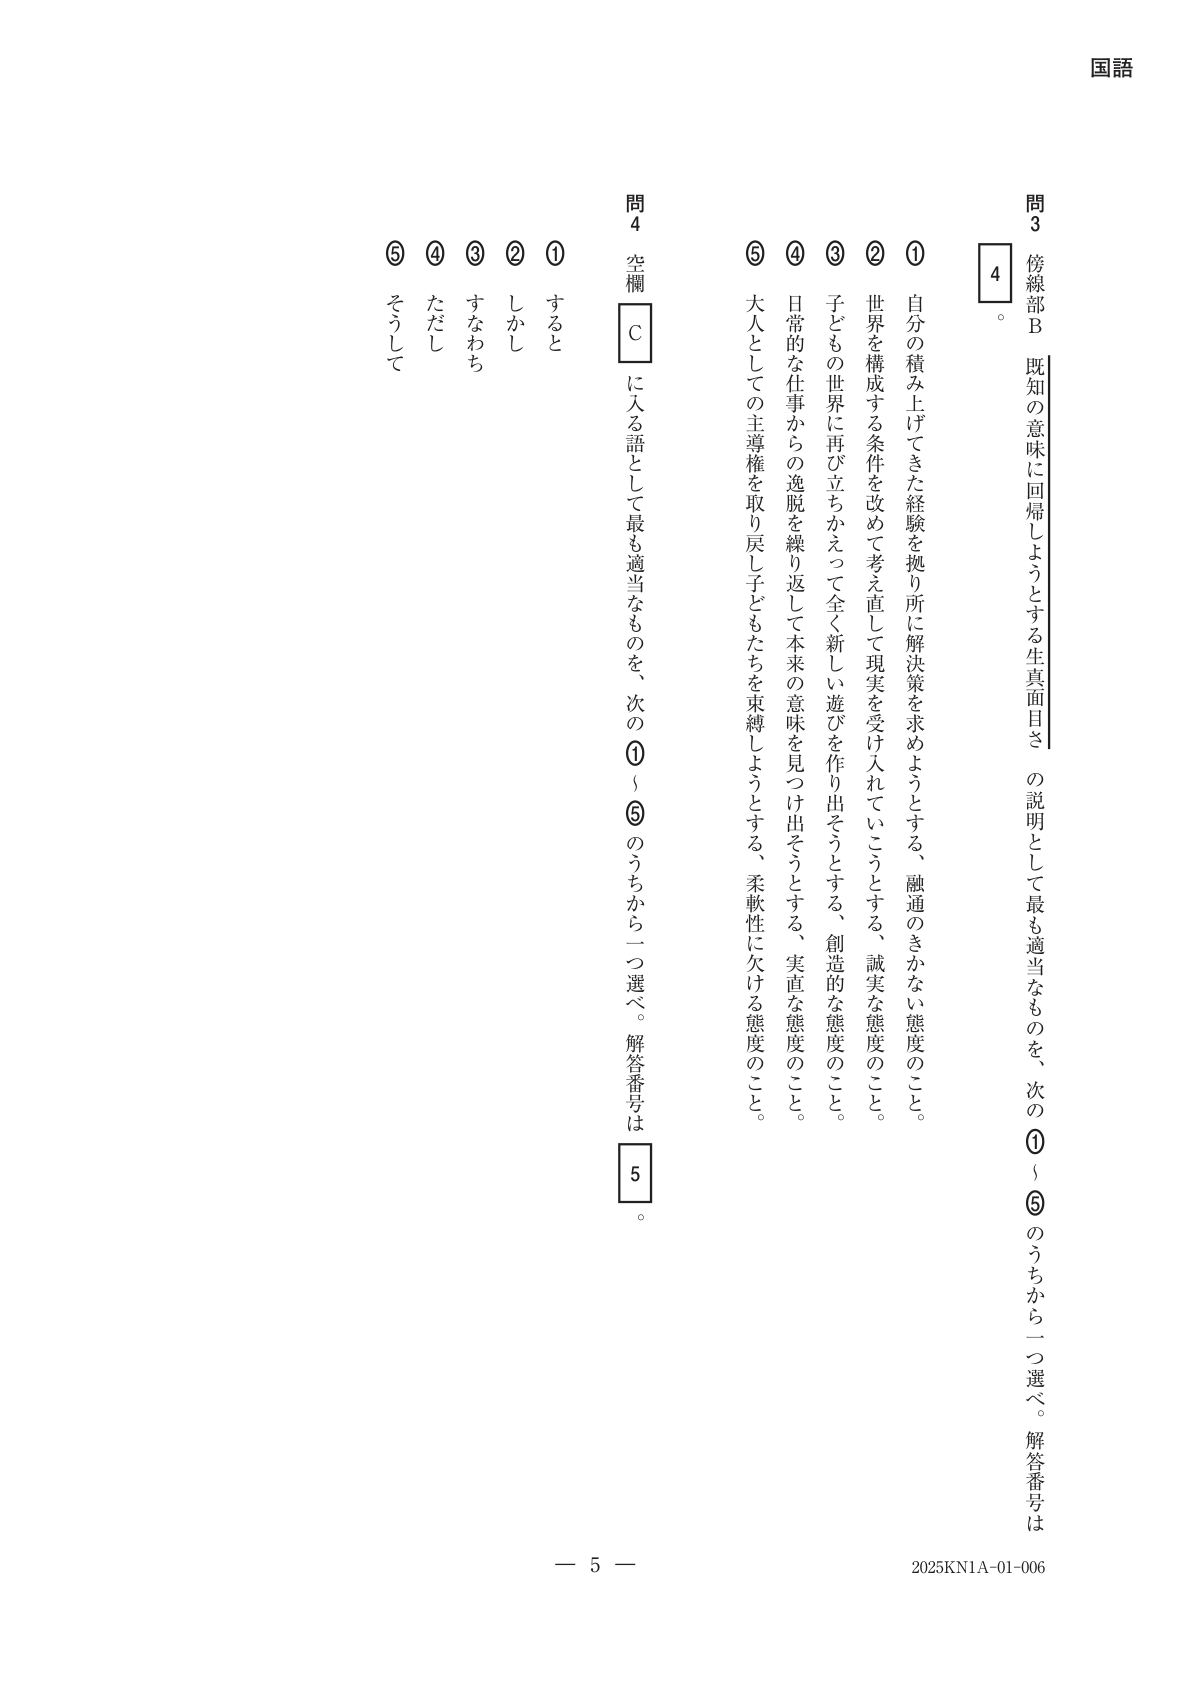 国語
問3 傍線部B 既知の意味に回帰しようとする生真面目さ の説明として最も適当なものを、次の①～⑤のうちから一つ選べ。解答番号は
4 。
① 自分の積み上げてきた経験を拠り所に解決策を求めようとする、融通のきかない態度のこと。
② 世界を構成する条件を改めて考え直して現実を受け入れていこうとする、誠実な態度のこと。
③ 子どもの世界に再び立ちかえって全く新しい遊びを作り出そうとする、創造的な態度のこと。
④ 日常的な仕事からの逸脱を繰り返して本来の意味を見つけ出そうとする、実直な態度のこと。
⑤ 大人としての主導権を取り戻し子どもたちを束縛しようとする、柔軟性に欠ける態度のこと。
問4 空欄 C に入る語として最も適当なものを、次の①～⑤のうちから一つ選べ。解答番号は 5 。
① すると
② しかし
③ すなわち
④ ただし
⑤ そうして
— 5 —
2025KN1A-01-006